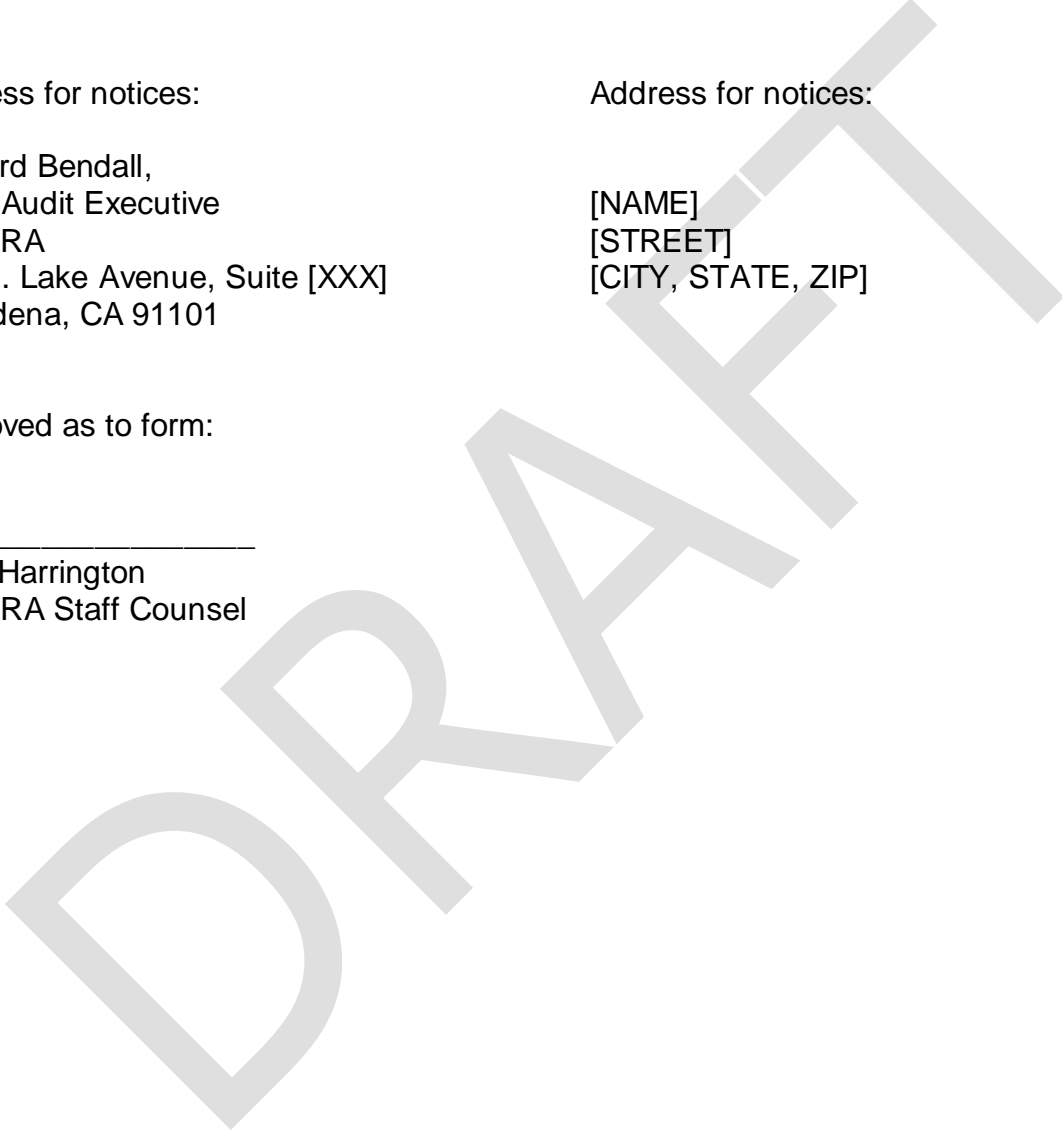 ess for notices:
rd Bendall,
Audit Executive
RA
. Lake Avenue, Suite [XXX]
dena, CA 91101
Address for notices:
[NAME]
[STREET]
[CITY, STATE, ZIP]
oved as to form:
Harrington
RA Staff Counsel
DRAFT